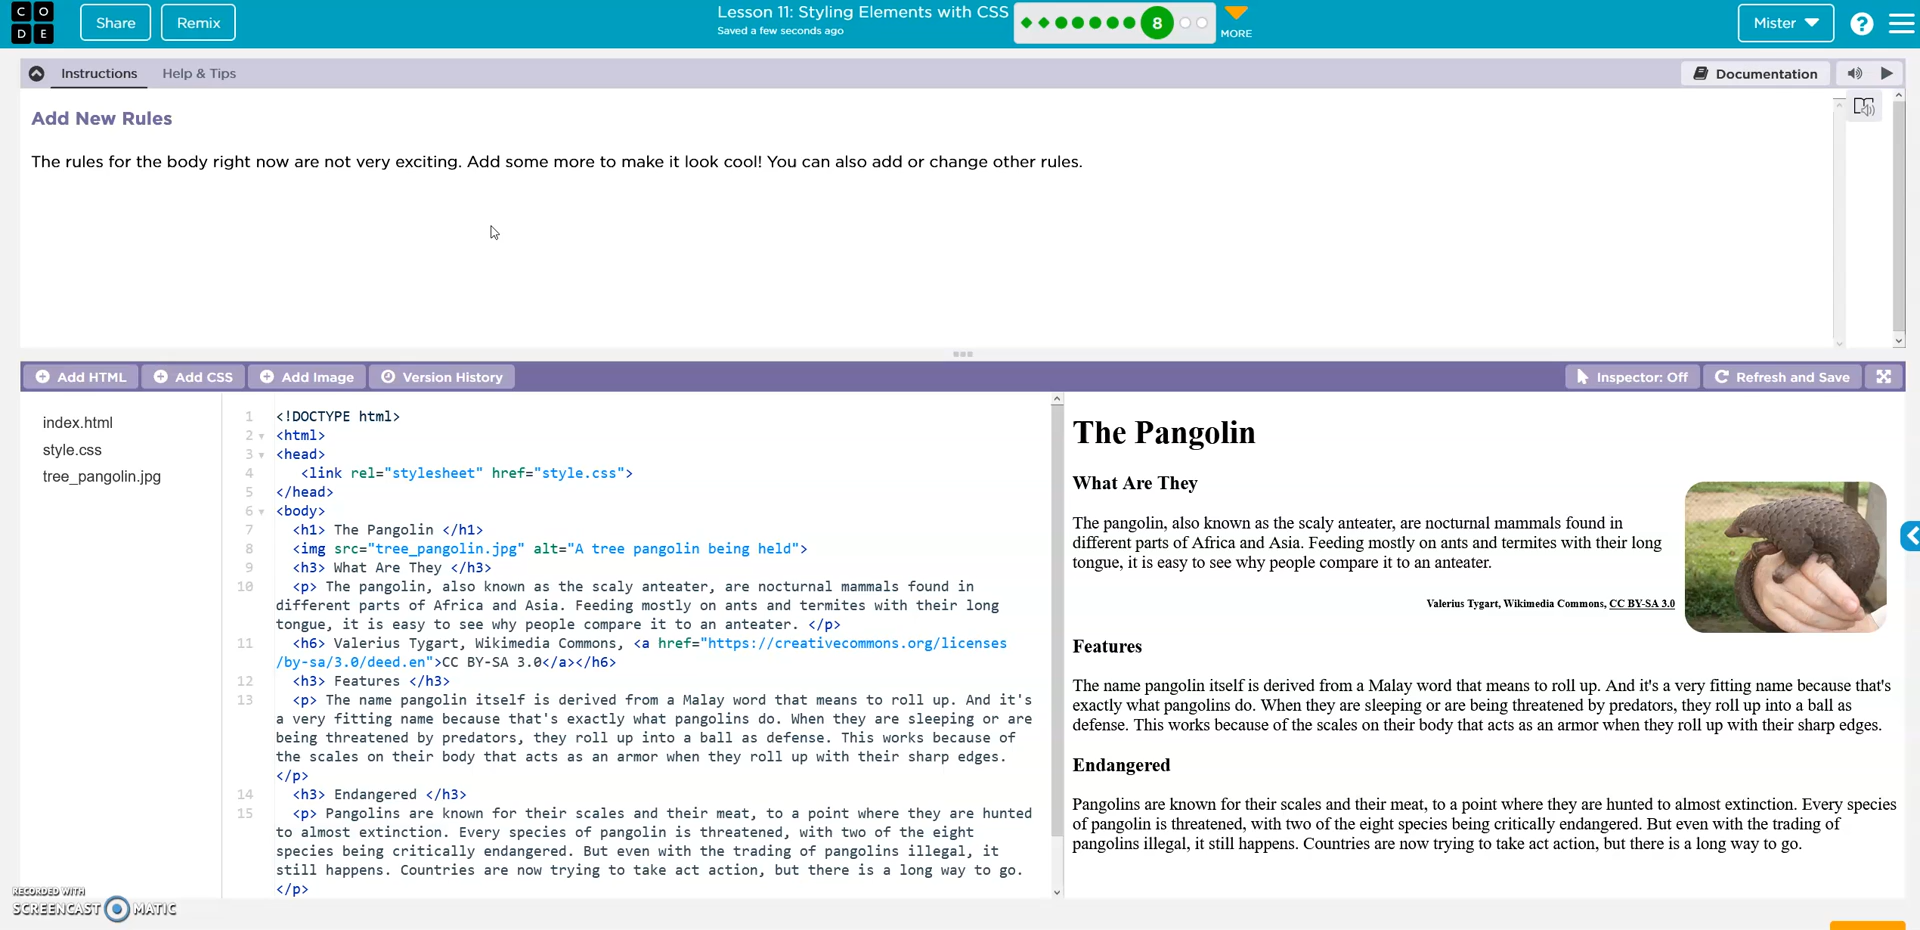 C O
D E
Share
Remix
Lesson 11: Styling Elements with CSS
Saved a few seconds ago
8
MORE
Mister
?
Instructions
Help & Tips
Documentation
Add New Rules
The rules for the body right now are not very exciting. Add some more to make it look cool! You can also add or change other rules.
Add HTML
Add CSS
Add Image
Version History
Inspector: Off
Refresh and Save
index.html
style.css
tree_pangolin.jpg
1 <!DOCTYPE html>
2 <html>
3 <head>
4 <link rel="stylesheet" href="style.css">
5 </head>
6 <body>
7 <h1> The Pangolin </h1>
8 <img src="tree_pangolin.jpg" alt="A tree pangolin being held">
9 <h3> What Are They </h3>
10 <p> The pangolin, also known as the scaly anteater, are nocturnal mammals found in
different parts of Africa and Asia. Feeding mostly on ants and termites with their long
tongue, it is easy to see why people compare it to an anteater. </p>
11 <h6> Valerius Tygart, Wikimedia Commons, <a href="https://creativecommons.org/licenses
/by-sa/3.0/deed.en">CC BY-SA 3.0</a></h6>
12 <h3> Features </h3>
13 <p> The name pangolin itself is derived from a Malay word that means to roll up. And it's
a very fitting name because that's exactly what pangolins do. When they are sleeping or are
being threatened by predators, they roll up into a ball as defense. This works because of
the scales on their body that acts as an armor when they roll up with their sharp edges.
</p>
14 <h3> Endangered </h3>
15 <p> Pangolins are known for their scales and their meat, to a point where they are hunted
to almost extinction. Every species of pangolin is threatened, with two of the eight
species being critically endangered. But even with the trading of pangolins illegal, it
still happens. Countries are now trying to take act action, but there is a long way to go.
</p>
The Pangolin
What Are They
The pangolin, also known as the scaly anteater, are nocturnal mammals found in
different parts of Africa and Asia. Feeding mostly on ants and termites with their long
tongue, it is easy to see why people compare it to an anteater.
Valerius Tygart, Wikimedia Commons, CC BY-SA 3.0
Features
The name pangolin itself is derived from a Malay word that means to roll up. And it's a very fitting name because that's
exactly what pangolins do. When they are sleeping or are being threatened by predators, they roll up into a ball as
defense. This works because of the scales on their body that acts as an armor when they roll up with their sharp edges.
Endangered
Pangolins are known for their scales and their meat, to a point where they are hunted to almost extinction. Every species
of pangolin is threatened, with two of the eight species being critically endangered. But even with the trading of
pangolins illegal, it still happens. Countries are now trying to take act action, but there is a long way to go.
RECORDED WITH
SCREENCAST MATIC